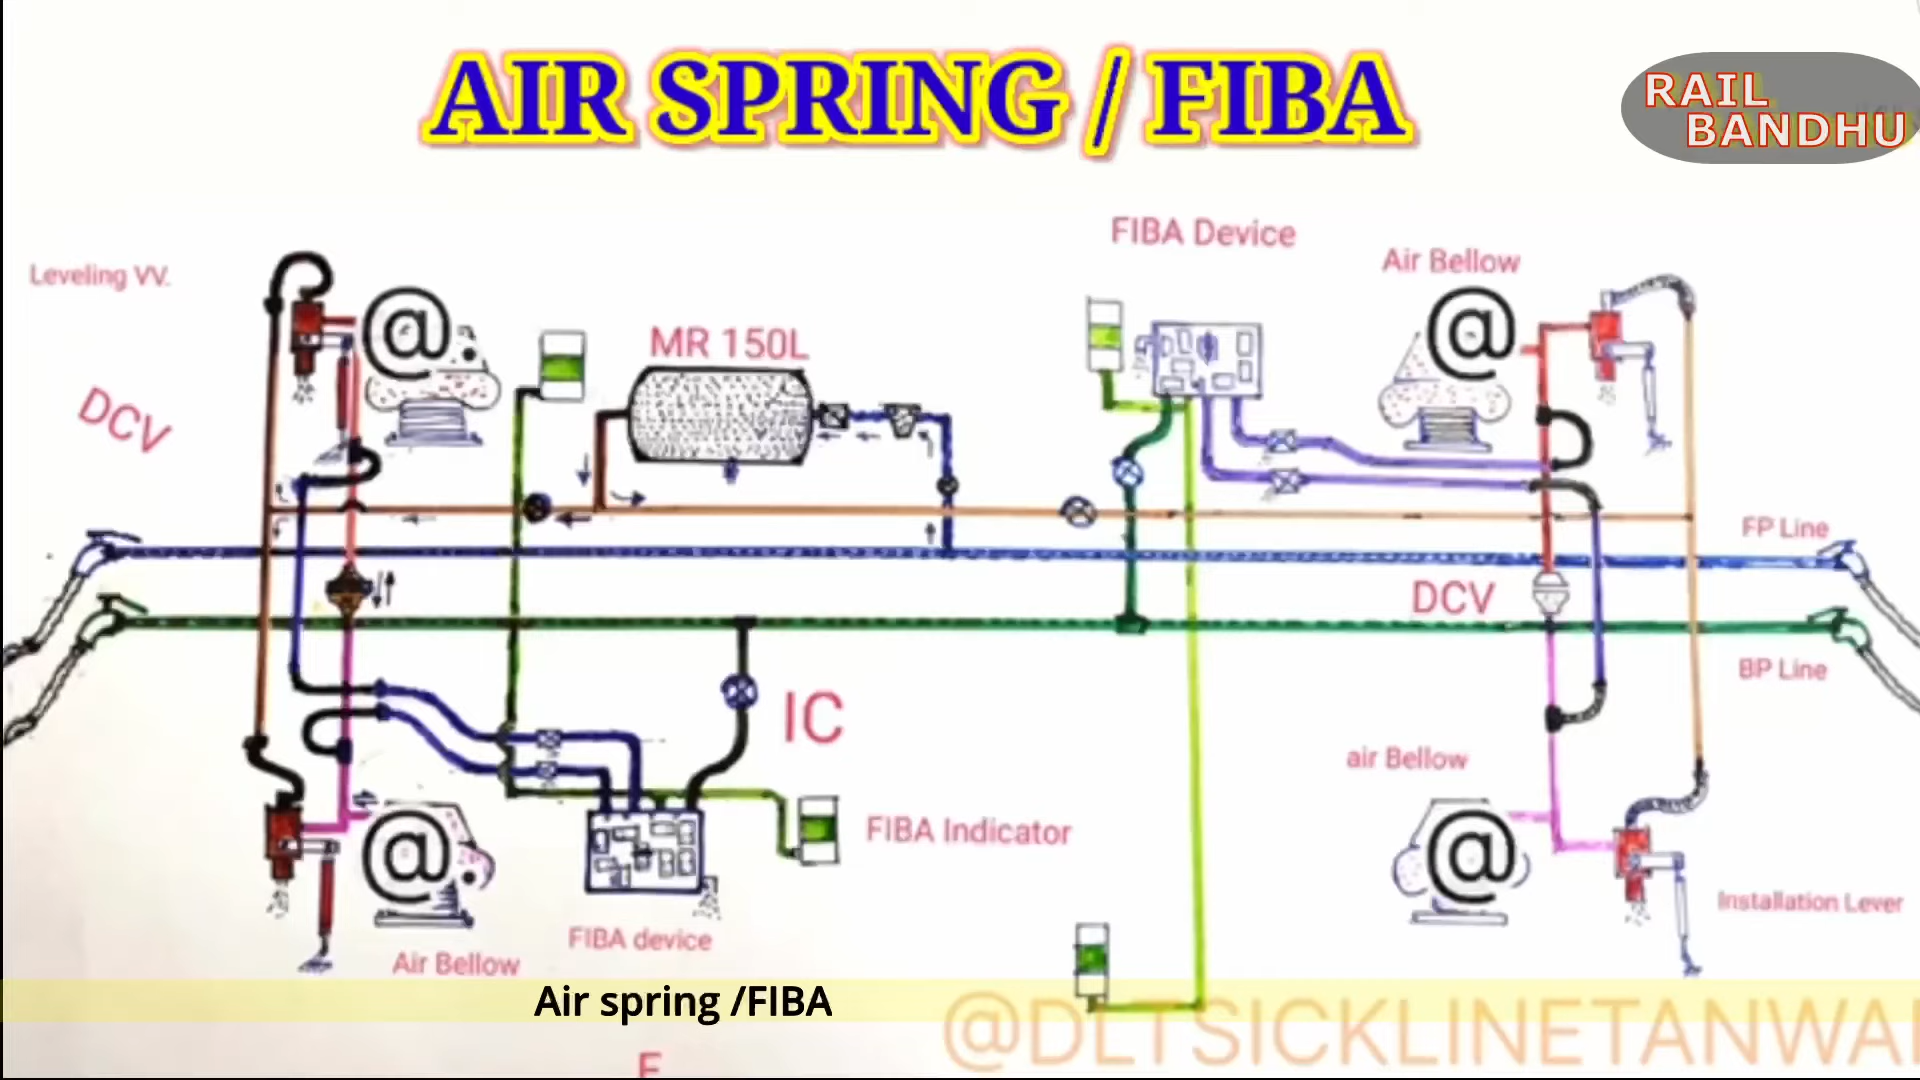 AIR SPRING / FIBA
RAIL
BANDHU
FIBA Device
Leveling VV.
Air Bellow
MR 150L
DCV
FP Line
DCV
BP Line
IC
air Bellow
FIBA Indicator
Installation Lever
FIBA device
Air Bellow
Air spring /FIBA
@DLTSICKLINETANWA
F
@
@
@
@